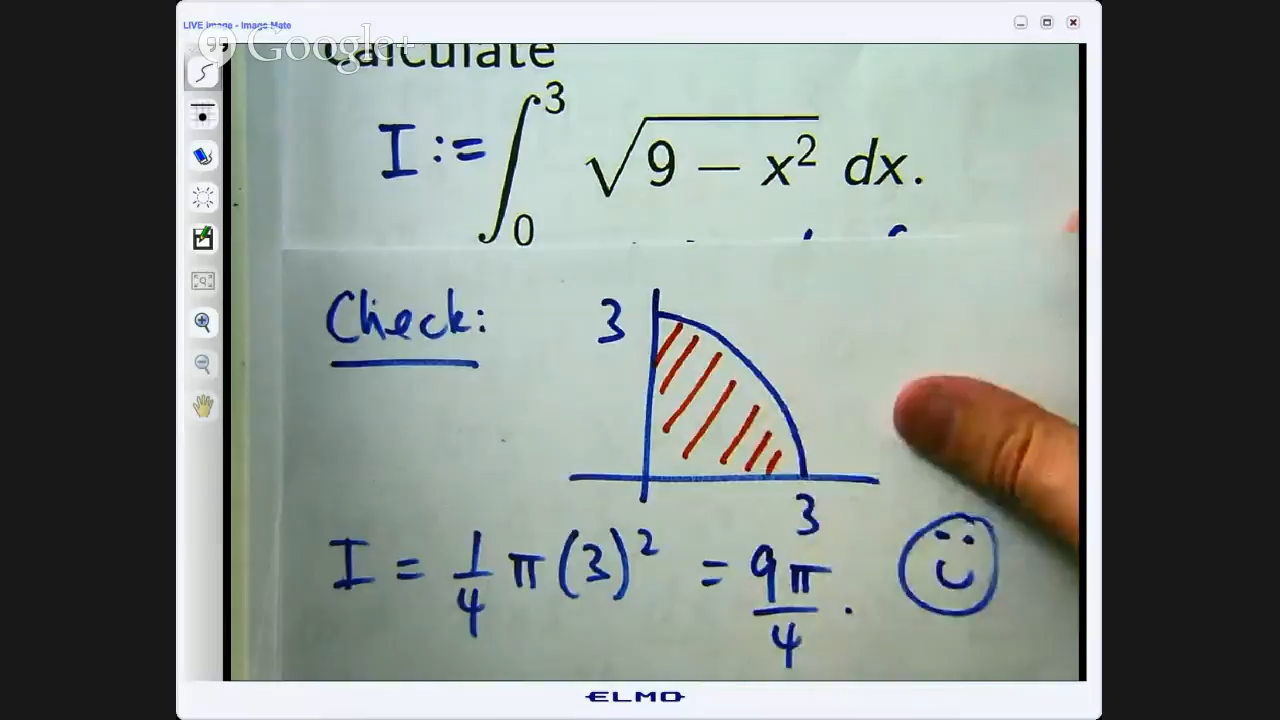 LIVE image - Image Mate
Google+
Calculate
I := ∫₀³ √(9 − x²) dx.
Check:
3
3
I = 1/4 π(3)² = 9π/4.
ELMO